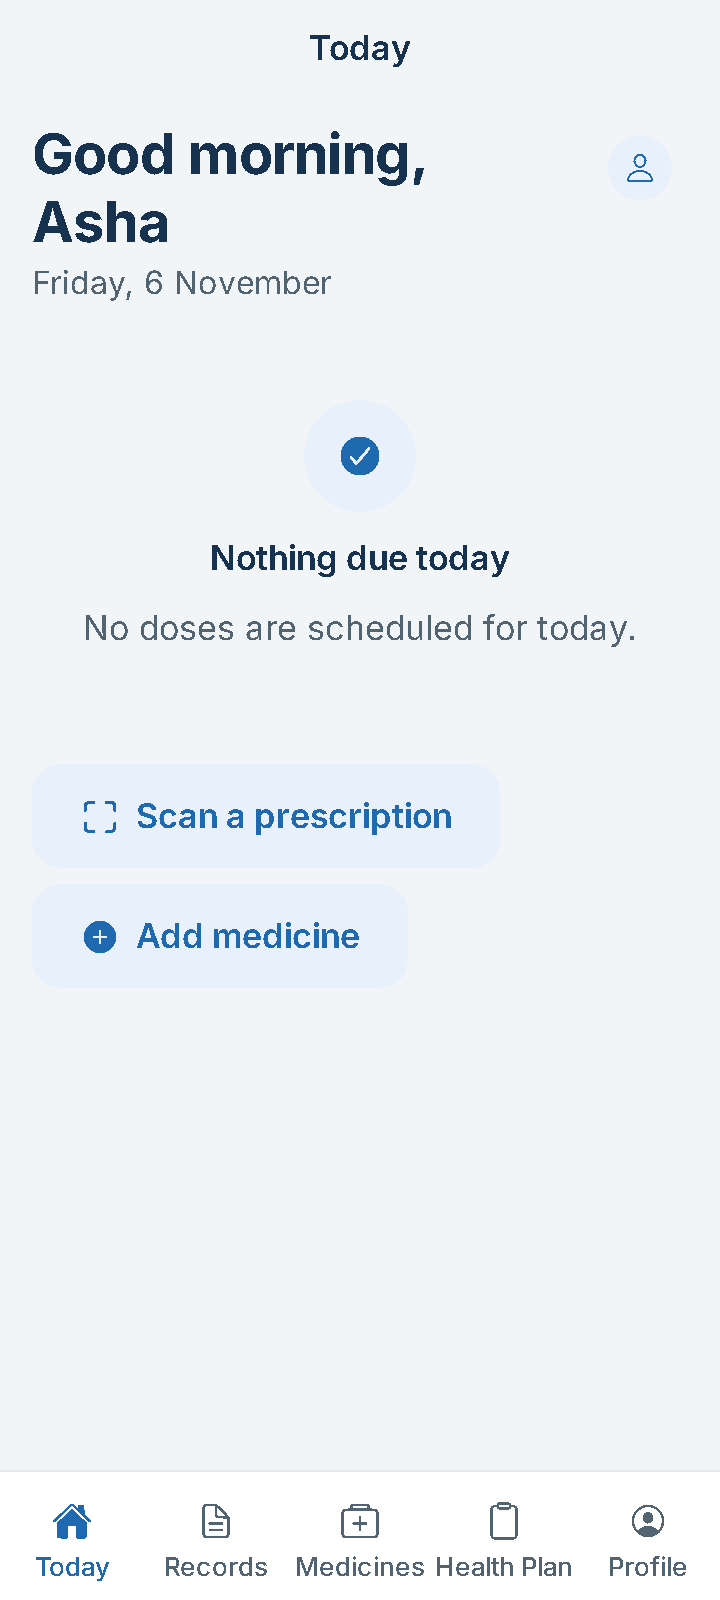 Today
Good morning,
Asha
Friday, 6 November
Nothing due today
No doses are scheduled for today.
Scan a prescription
Add medicine
Today
Records
Medicines
Health Plan
Profile